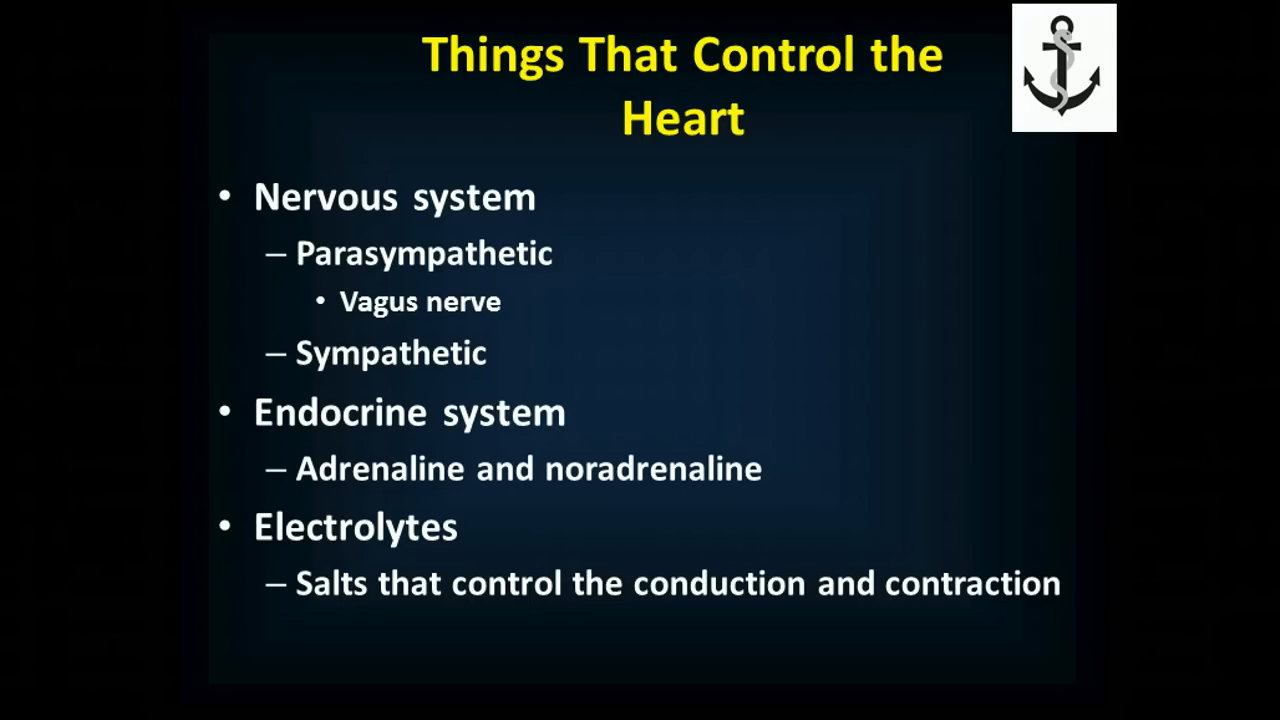 Things That Control the
Heart
• Nervous system
– Parasympathetic
• Vagus nerve
– Sympathetic
• Endocrine system
– Adrenaline and noradrenaline
• Electrolytes
– Salts that control the conduction and contraction